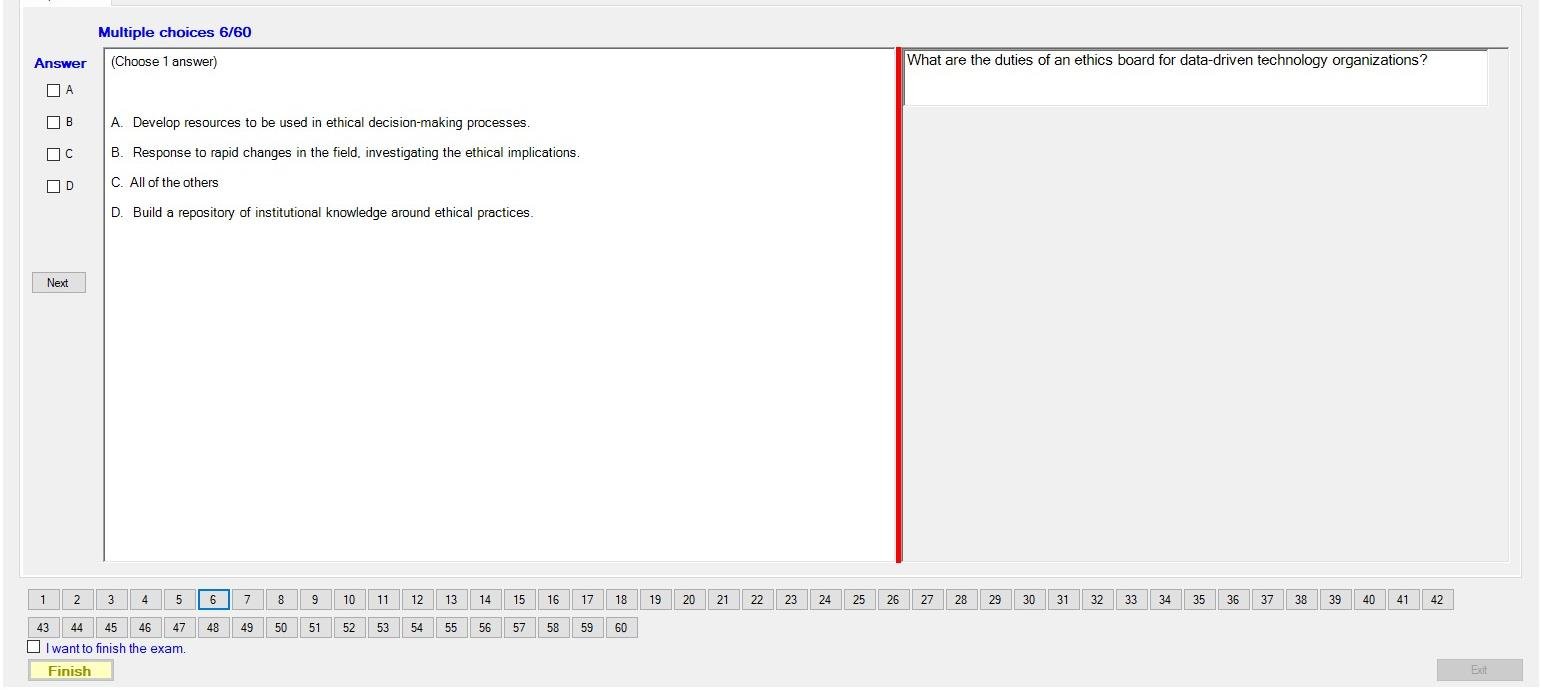 Multiple choices 6/60
Answer
A
B
C
D
Next
(Choose 1 answer)
A. Develop resources to be used in ethical decision-making processes.
B. Response to rapid changes in the field, investigating the ethical implications.
C. All of the others
D. Build a repository of institutional knowledge around ethical practices.
What are the duties of an ethics board for data-driven technology organizations?
1 2 3 4 5 6 7 8 9 10 11 12 13 14 15 16 17 18 19 20 21 22 23 24 25 26 27 28 29 30 31 32 33 34 35 36 37 38 39 40 41 42
43 44 45 46 47 48 49 50 51 52 53 54 55 56 57 58 59 60
I want to finish the exam.
Finish
Exit